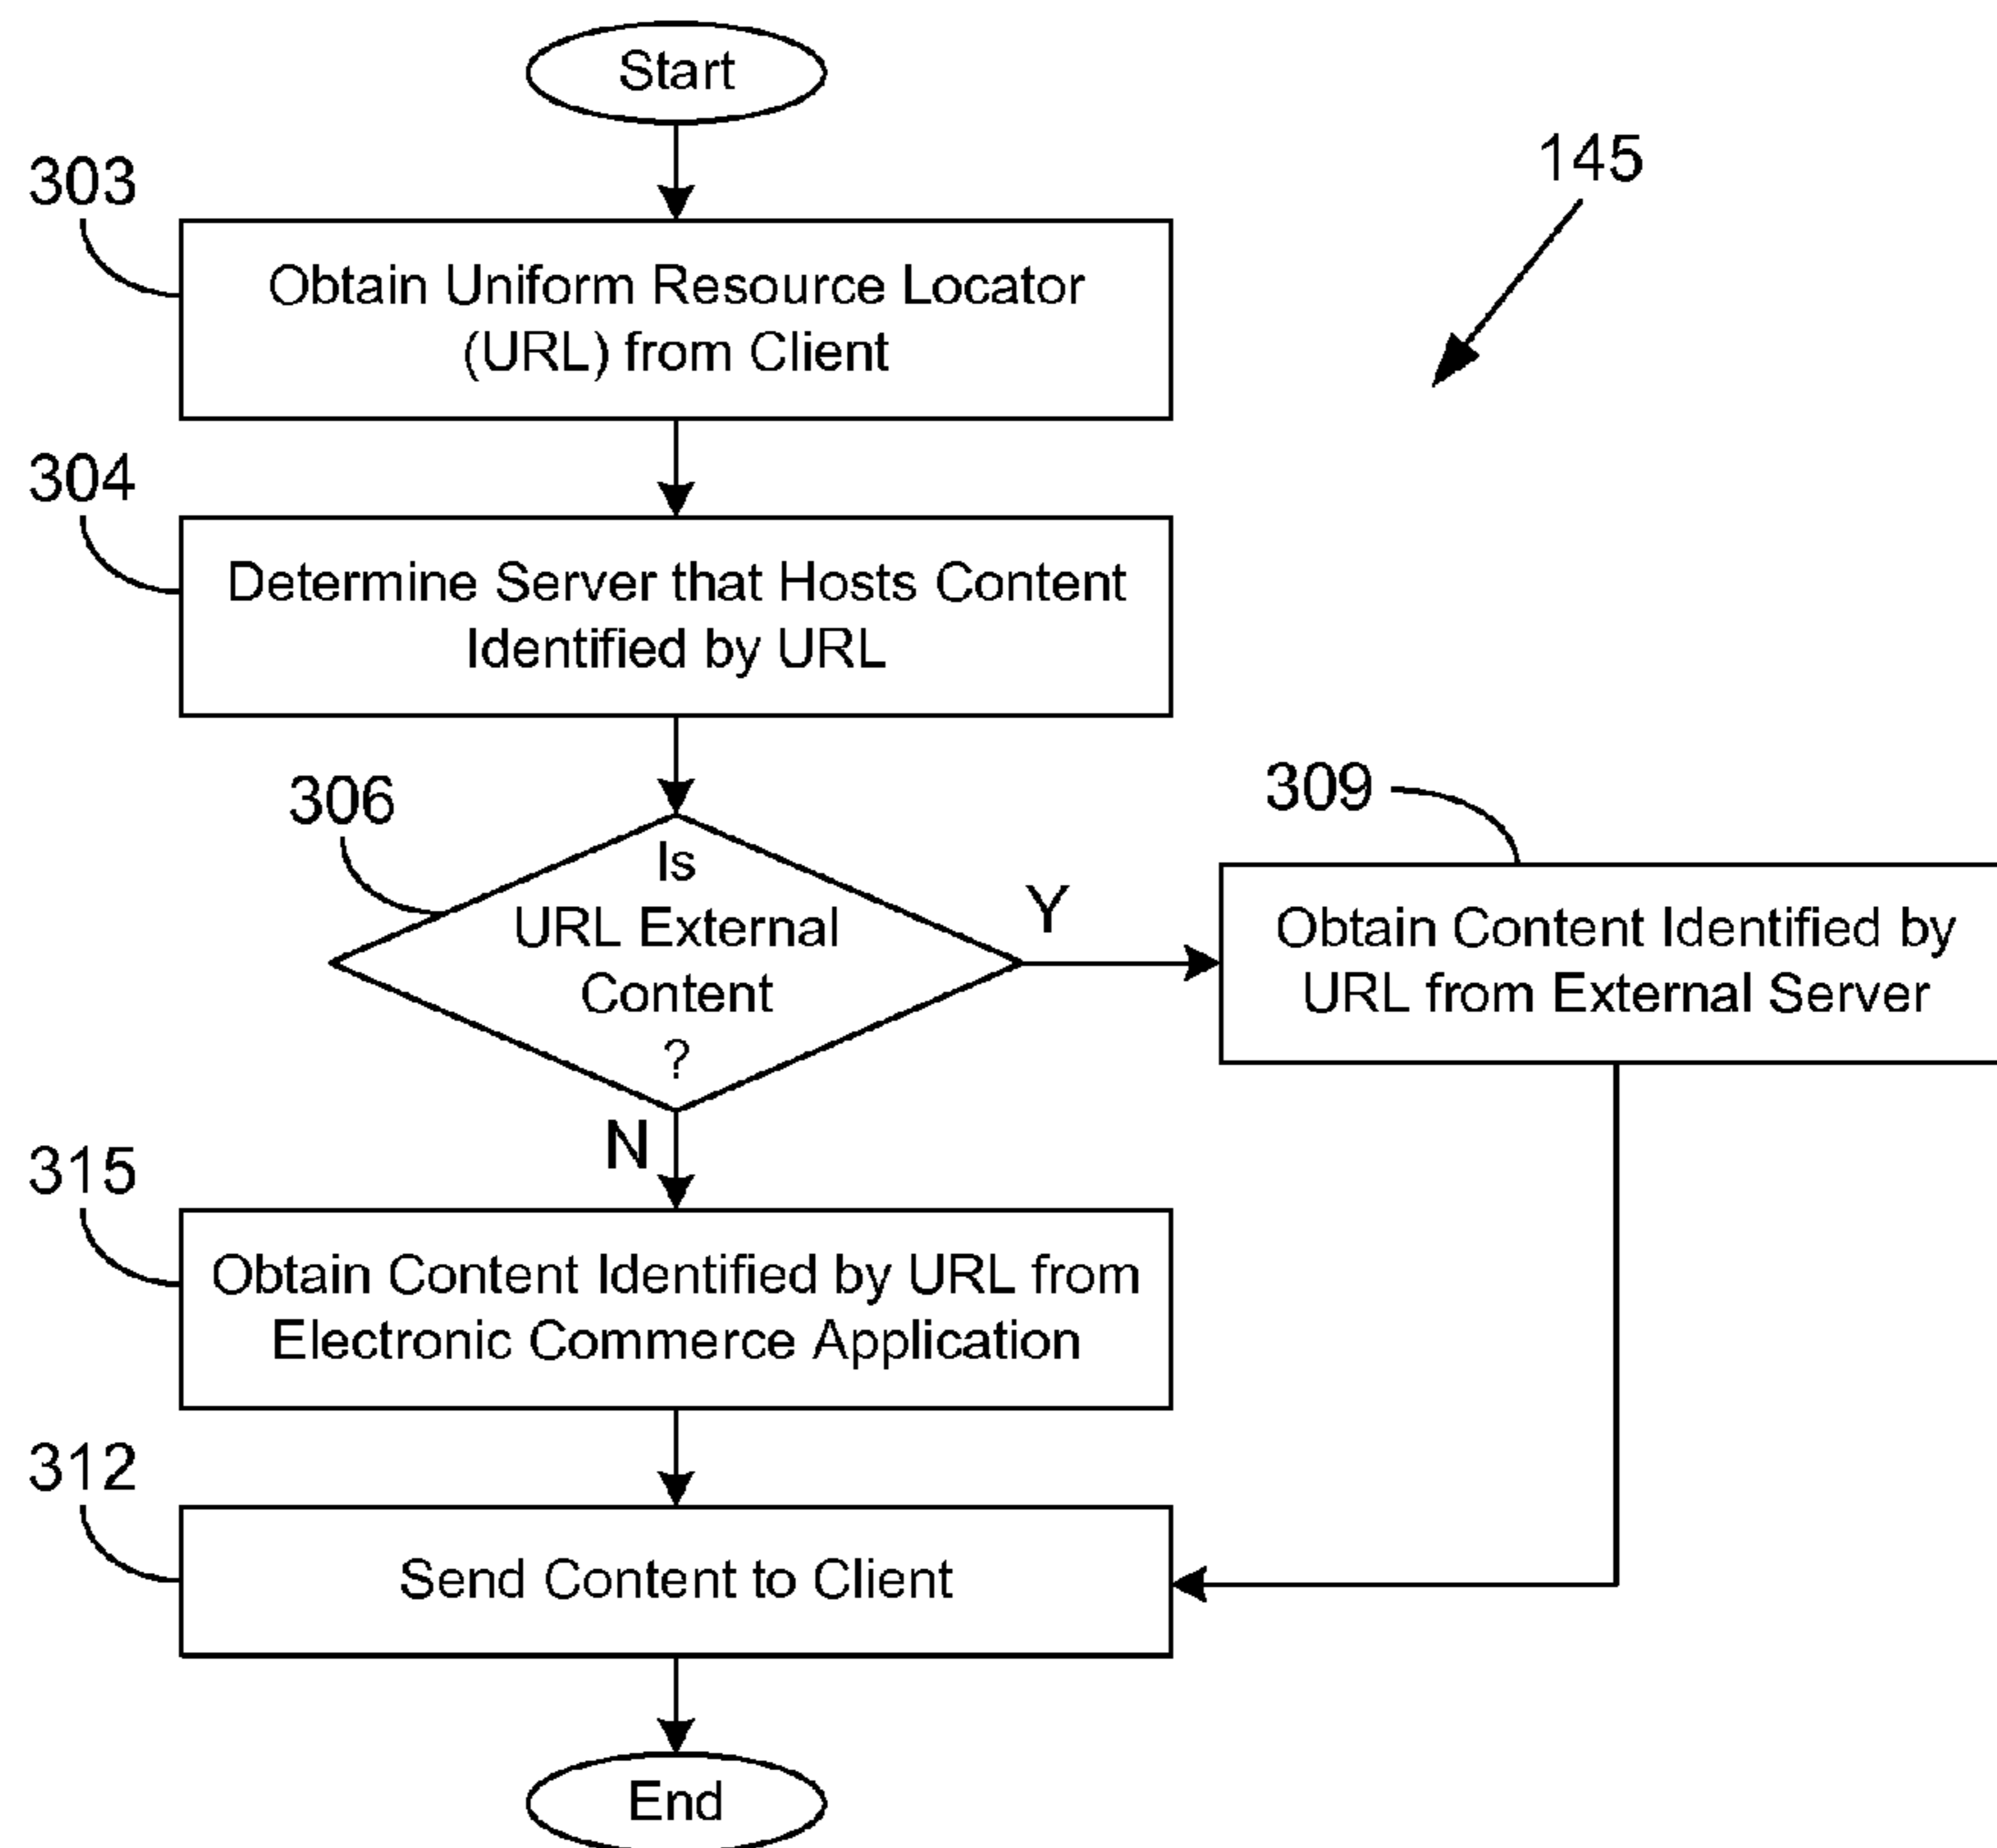 Start
303
145
Obtain Uniform Resource Locator
(URL) from Client
304
Determine Server that Hosts Content
Identified by URL
306
Is
URL External
Content
?
Y
309
Obtain Content Identified by
URL from External Server
N
315
Obtain Content Identified by URL from
Electronic Commerce Application
312
Send Content to Client
End